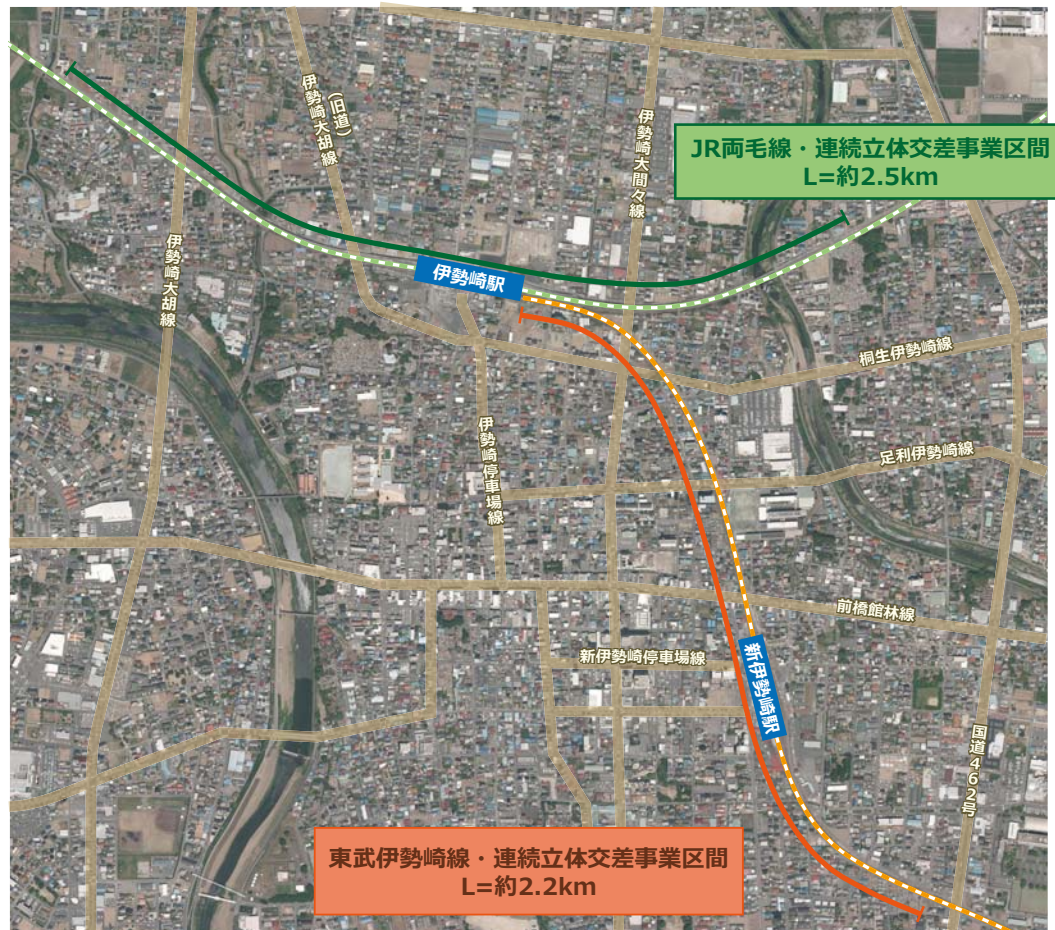 (旧道)
伊勢崎大胡線
伊勢崎大間々線
JR両毛線・連続立体交差事業区間
L=約2.5km
伊勢崎大胡線
伊勢崎駅
桐生伊勢崎線
伊勢崎停車場線
足利伊勢崎線
前橋館林線
新伊勢崎停車場線
新伊勢崎駅
国道462号
東武伊勢崎線・連続立体交差事業区間
L=約2.2km